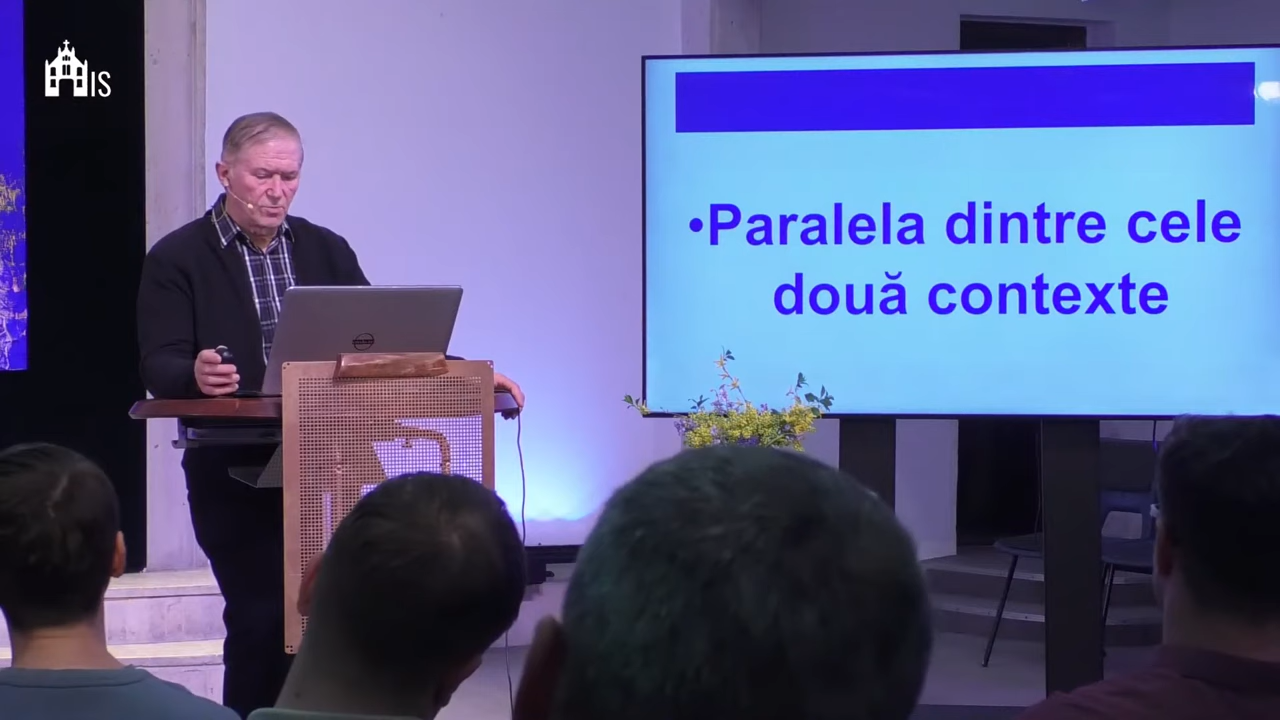 IS
•Paralela dintre cele
două contexte